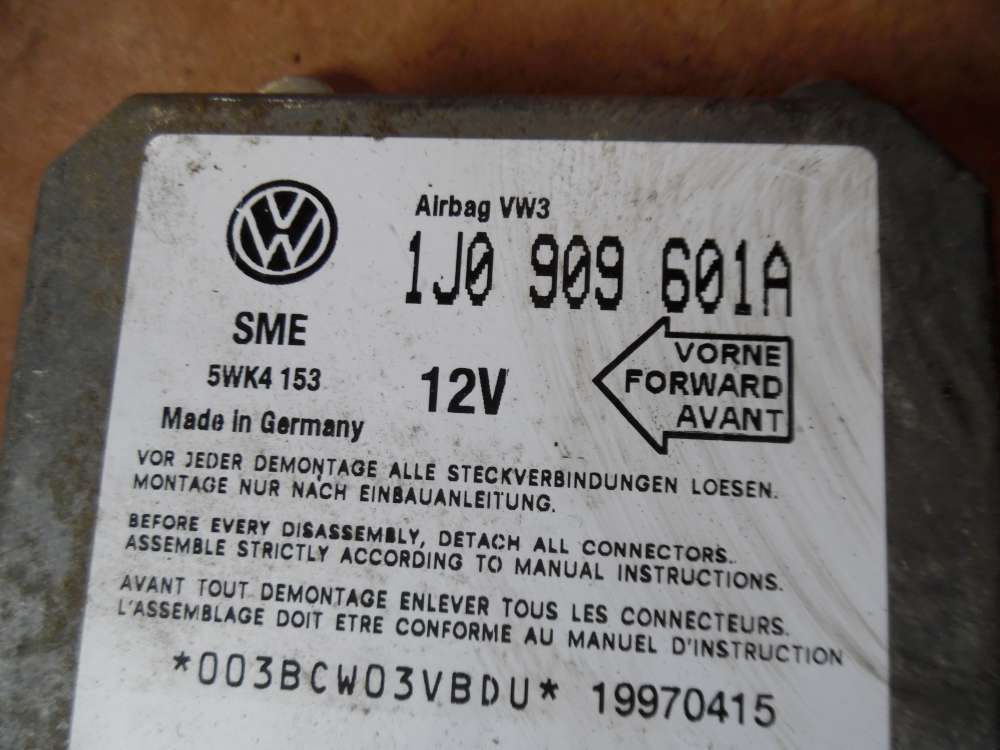 Airbag VW3
1J0 909 601A
SME
5WK4 153
12V
VORNE
FORWARD
AVANT
Made in Germany
VOR JEDER DEMONTAGE ALLE STECKVERBINDUNGEN LOESEN.
MONTAGE NUR NACH EINBAUANLEITUNG.
BEFORE EVERY DISASSEMBLY, DETACH ALL CONNECTORS.
ASSEMBLE STRICTLY ACCORDING TO MANUAL INSTRUCTIONS.
AVANT TOUT DEMONTAGE ENLEVER TOUS LES CONNECTEURS.
L'ASSEMBLAGE DOIT ETRE CONFORME AU MANUEL D'INSTRUCTION
*003BCW03VBDU* 19970415